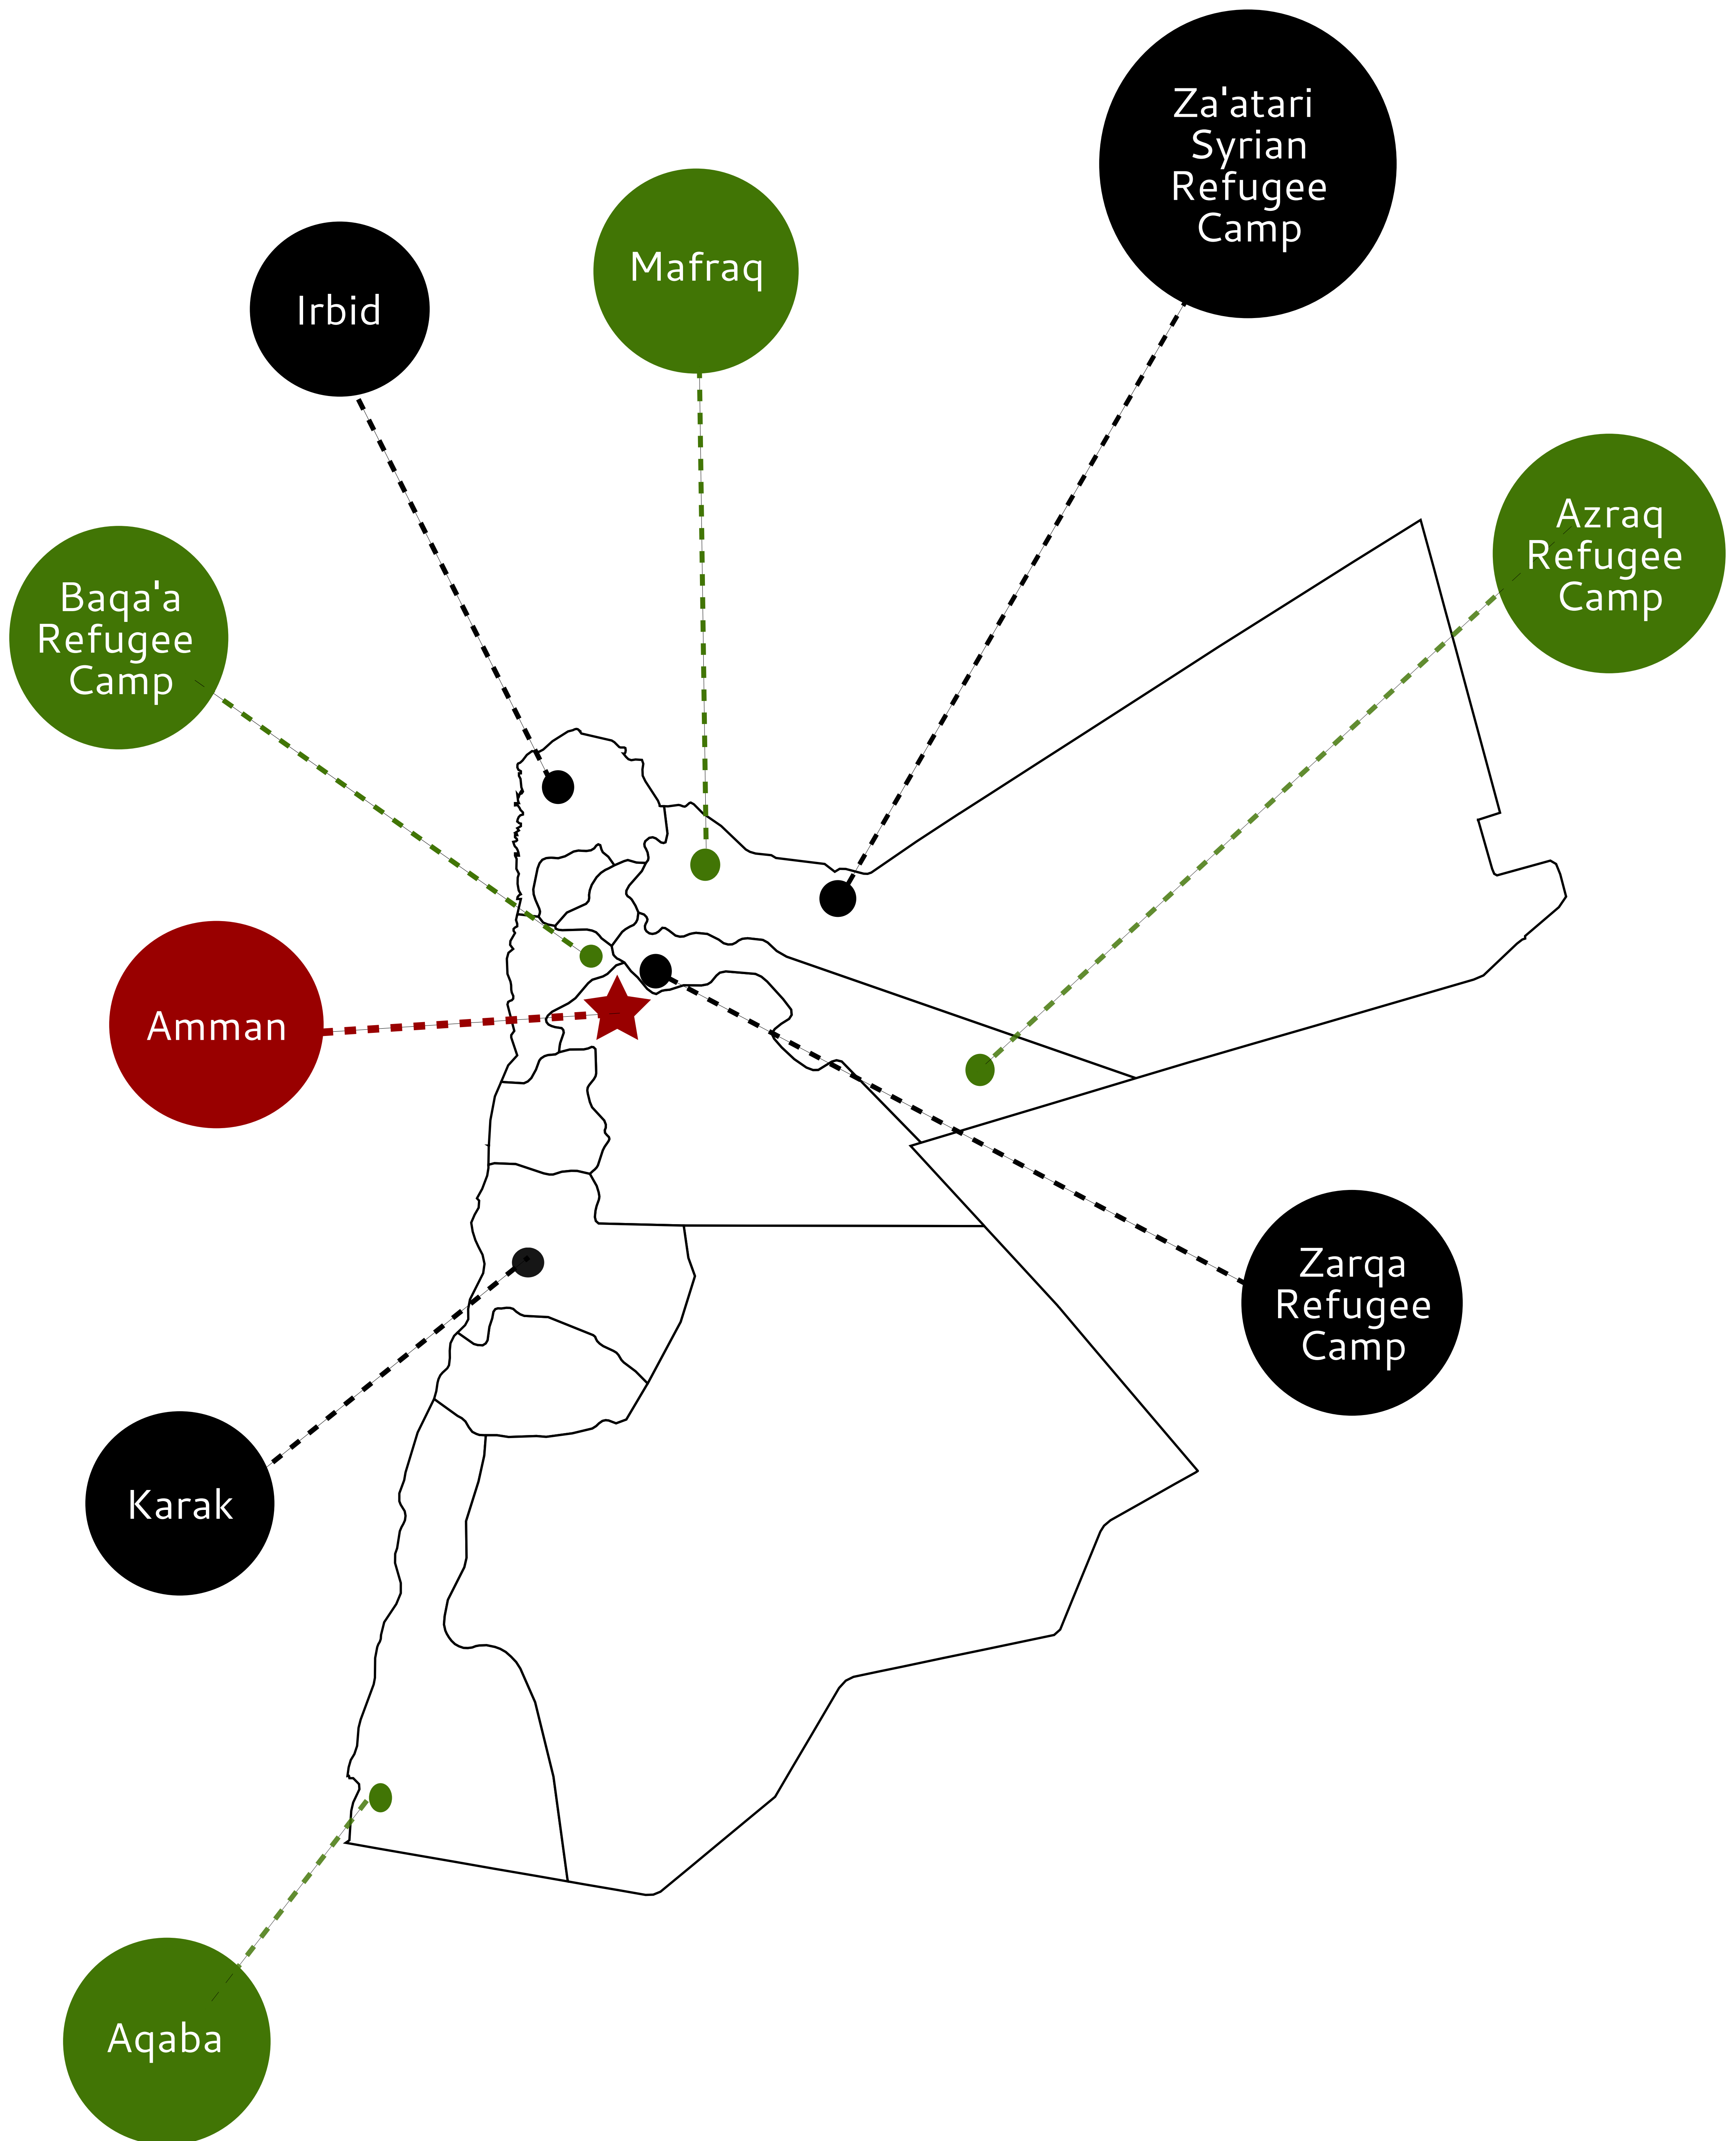 Za'atari
Syrian
Refugee
Camp
Mafraq
Irbid
Azraq
Refugee
Camp
Baqa'a
Refugee
Camp
Amman
Zarqa
Refugee
Camp
Karak
Aqaba